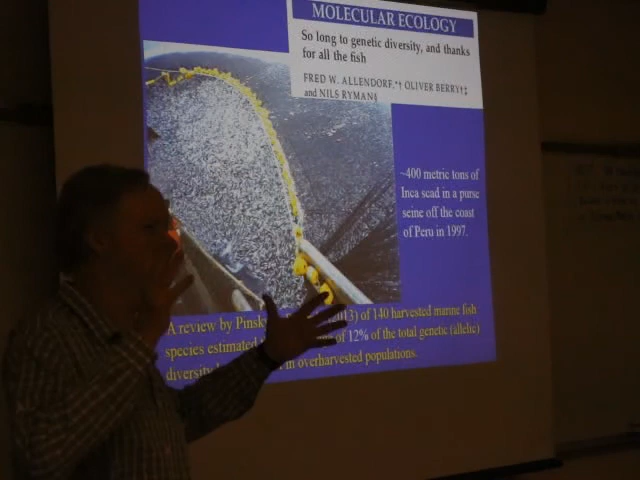 MOLECULAR ECOLOGY
So long to genetic diversity, and thanks
for all the fish
FRED W. ALLENDORF,*† OLIVER BERRY†‡
and NILS RYMAN§
~400 metric tons of
Inca scad in a purse
seine off the coast
of Peru in 1997.
A review by Pinsk 2013) of 140 harvested marine fish
species estimated of 12% of the total genetic (allelic)
diversity in overharvested populations.